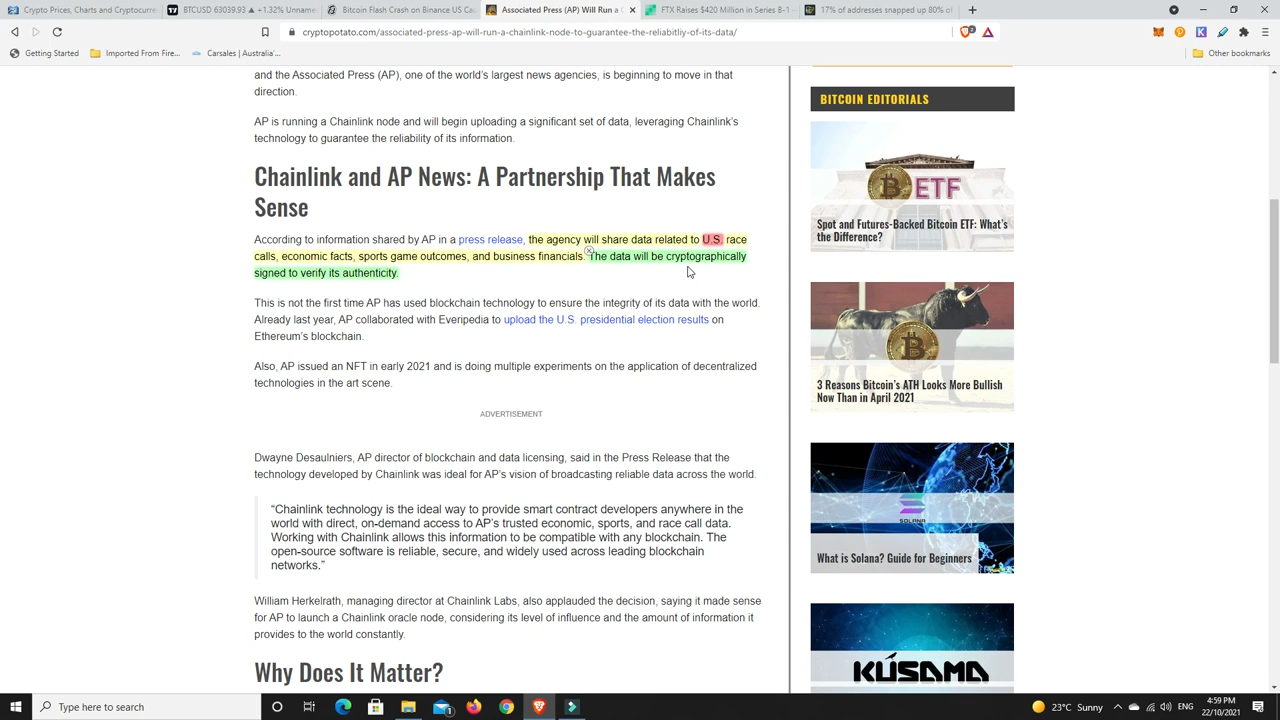 Crypto Prices, Charts and Cryptocurr
BTCUSD 63039.93 ▲ +1.32% Unname
Bitcoin Flash Crash on Binance US Ca
Associated Press (AP) Will Run a C
FTX Raises $420 Million in Series B-1
17% of addresses snapped up 80% of
cryptopotato.com/associated-press-ap-will-run-a-chainlink-node-to-guarantee-the-reliabitliy-of-its-data/
Getting Started
Imported From Fire...
Carsales | Australia'...
Other bookmarks
and the Associated Press (AP), one of the world's largest news agencies, is beginning to move in that
direction.
AP is running a Chainlink node and will begin uploading a significant set of data, leveraging Chainlink's
technology to guarantee the reliability of its information.
Chainlink and AP News: A Partnership That Makes
Sense
According to information shared by AP in a press release, the agency will share data related to U.S. race
calls, economic facts, sports game outcomes, and business financials. The data will be cryptographically
signed to verify its authenticity.
This is not the first time AP has used blockchain technology to ensure the integrity of its data with the world.
Already last year, AP collaborated with Everipedia to upload the U.S. presidential election results on
Ethereum's blockchain.
Also, AP issued an NFT in early 2021 and is doing multiple experiments on the application of decentralized
technologies in the art scene.
ADVERTISEMENT
Dwayne Desaulniers, AP director of blockchain and data licensing, said in the Press Release that the
technology developed by Chainlink was ideal for AP's vision of broadcasting reliable data across the world.
“Chainlink technology is the ideal way to provide smart contract developers anywhere in the
world with direct, on-demand access to AP's trusted economic, sports, and race call data.
Working with Chainlink allows this information to be compatible with any blockchain. The
open-source software is reliable, secure, and widely used across leading blockchain
networks.”
William Herkelrath, managing director at Chainlink Labs, also applauded the decision, saying it made sense
for AP to launch a Chainlink oracle node, considering its level of influence and the amount of information it
provides to the world constantly.
Why Does It Matter?
BITCOIN EDITORIALS
ETF
Spot and Futures-Backed Bitcoin ETF: What's
the Difference?
3 Reasons Bitcoin's ATH Looks More Bullish
Now Than in April 2021
SOLANA
What is Solana? Guide for Beginners
KUSAMA
Type here to search
23°C Sunny
ENG
4:59 PM
22/10/2021